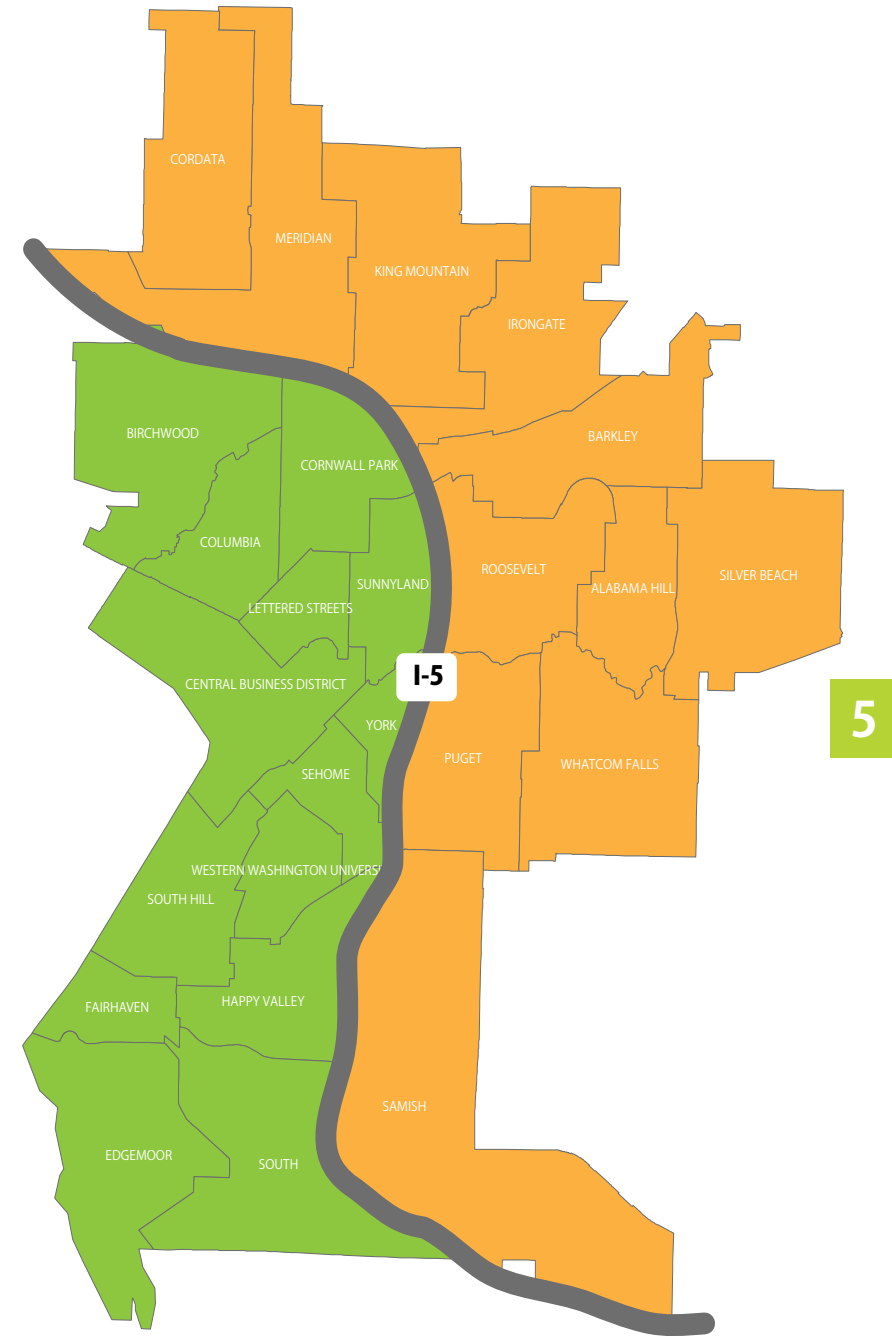 CORDATA
MERIDIAN
KING MOUNTAIN
IRONGATE
BIRCHWOOD
BARKLEY
CORNWALL PARK
COLUMBIA
ROOSEVELT
SILVER BEACH
SUNNYLAND
ALABAMA HILL
LETTERED STREETS
I-5
CENTRAL BUSINESS DISTRICT
5
YORK
PUGET
WHATCOM FALLS
SEHOME
WESTERN WASHINGTON UNIVERSI
SOUTH HILL
HAPPY VALLEY
FAIRHAVEN
SAMISH
EDGEMOOR
SOUTH